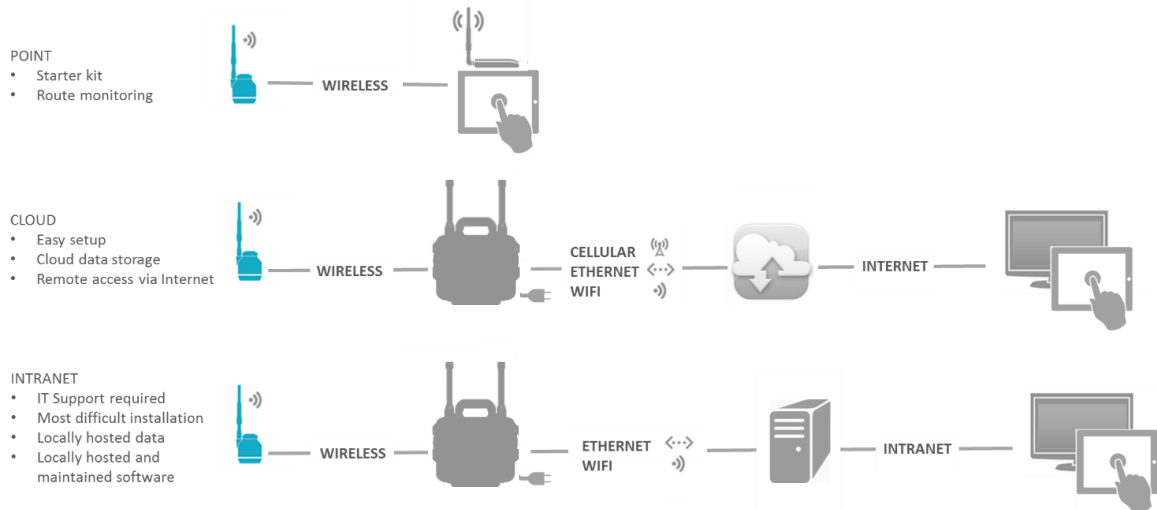 POINT
• Starter kit
• Route monitoring
WIRELESS
CLOUD
• Easy setup
• Cloud data storage
• Remote access via Internet
WIRELESS
CELLULAR
ETHERNET
WIFI
INTERNET
INTRANET
• IT Support required
• Most difficult installation
• Locally hosted data
• Locally hosted and
maintained software
WIRELESS
ETHERNET
WIFI
INTRANET